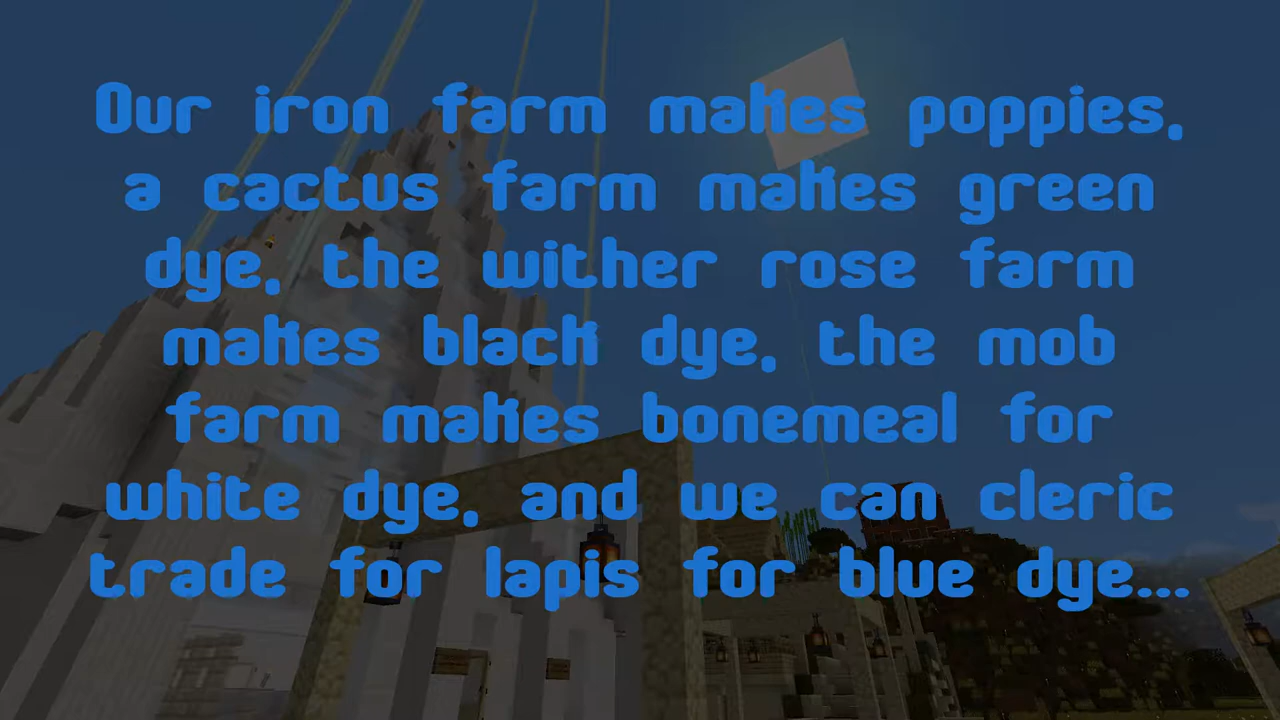 Our iron farm makes poppies,
a cactus farm makes green
dye, the wither rose farm
makes black dye, the mob
farm makes bonemeal for
white dye, and we can cleric
trade for lapis for blue dye...